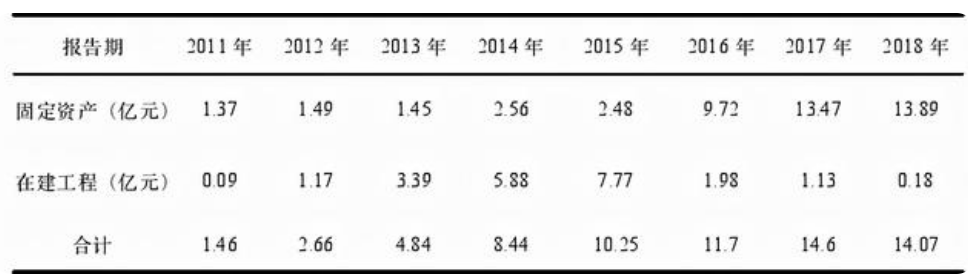 报告期 2011 年 2012 年 2013 年 2014 年 2015 年 2016 年 2017 年 2018 年
固定资产（亿元） 1.37 1.49 1.45 2.56 2.48 9.72 13.47 13.89
在建工程（亿元） 0.09 1.17 3.39 5.88 7.77 1.98 1.13 0.18
合计 1.46 2.66 4.84 8.44 10.25 11.7 14.6 14.07